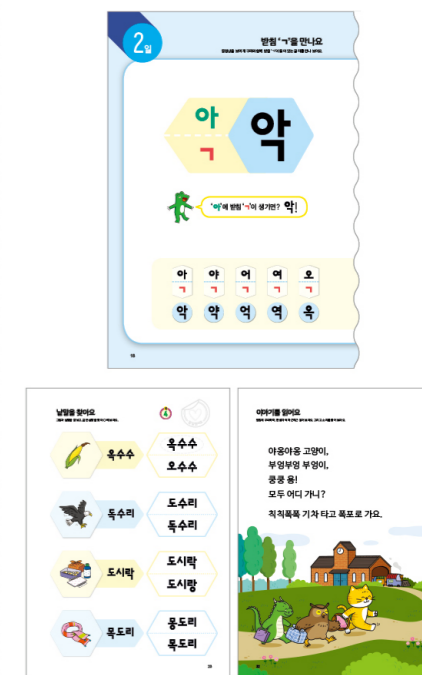 2일
받침 'ㄱ'을 만나요
아
ㄱ
악
'아'에 받침 'ㄱ'이 생기면? 악!
아 야 어 여 오
ㄱ ㄱ ㄱ ㄱ ㄱ
악 약 억 역 옥
낱말을 찾아요
옥수수
옥수수
오수수
독수리
도수리
독수리
도시락
도시락
도시랑
목도리
몽도리
목도리
이야기를 읽어요
야옹야옹 고양이,
부엉부엉 부엉이,
쿵쿵 용!
모두 어디 가니?
칙칙폭폭 기차 타고 폭포로 가요.